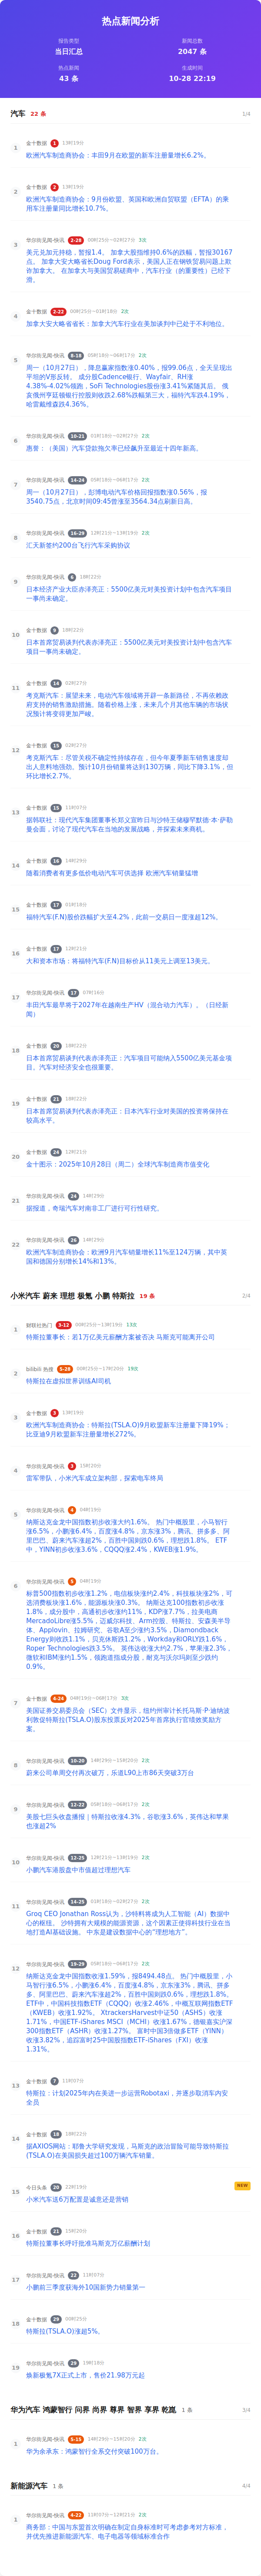 热点新闻分析
报告类型
当日汇总
新闻总数
2047 条
热点新闻
43 条
生成时间
10-28 22:19
汽车 22 条 1/4
1
金十数据 1 13时19分
欧洲汽车制造商协会：丰田9月在欧盟的新车注册量增长6.2%。
2
金十数据 2 13时19分
欧洲汽车制造商协会：9月份欧盟、英国和欧洲自贸联盟（EFTA）的乘
用车注册量同比增长10.7%。
3
华尔街见闻-快讯 2-20 00时25分~02时27分 3次
美元兑加元持稳，暂报1.4。 加拿大股指维持0.6%的跌幅，暂报30167
点。 加拿大安大略省长Doug Ford表示，美国人正在钢铁贸易问题上欺
诈加拿大。 在加拿大与美国贸易磋商中，汽车行业（的重要性）已经下
滑。
4
金十数据 2-22 00时25分~01时18分 2次
加拿大安大略省省长：加拿大汽车行业在美加谈判中已处于不利地位。
5
华尔街见闻-快讯 8-18 05时18分~06时17分 2次
周一（10月27日），降息赢家指数涨0.40%，报99.06点，全天呈现出
平坦的V形反转。 成分股Cadence银行、Wayfair、RH涨
4.38%-4.02%领跑，SoFi Technologies股份涨3.41%紧随其后。 俄
亥俄州亨廷顿银行控股则收跌2.68%跌幅第三大，福特汽车跌4.19%，
哈雷戴维森跌4.36%。
6
华尔街见闻-快讯 10-21 01时18分~02时27分 2次
惠誉：（美国）汽车贷款拖欠率已经飙升至最近十四年新高。
7
华尔街见闻-快讯 14-24 05时18分~06时17分 2次
周一（10月27日），彭博电动汽车价格回报指数涨0.56%，报
3540.75点，北京时间09:45曾涨至3564.34点刷新日高。
8
华尔街见闻-快讯 16-29 12时21分~13时19分 2次
汇天新签约200台飞行汽车采购协议
9
华尔街见闻-快讯 6 18时22分
日本经济产业大臣赤泽亮正：5500亿美元对美投资计划中包含汽车项目
一事尚未确定。
10
金十数据 8 18时22分
日本首席贸易谈判代表赤泽亮正：5500亿美元对美投资计划中包含汽车
项目一事尚未确定。
11
金十数据 14 02时27分
考克斯汽车：展望未来，电动汽车领域将开辟一条新路径，不再依赖政
府支持的销售激励措施。随着价格上涨，未来几个月其他车辆的市场状
况预计将变得更加严峻。
12
金十数据 15 02时27分
考克斯汽车：尽管关税不确定性持续存在，但今年夏季新车销售速度却
出人意料地强劲。预计10月份销量将达到130万辆，同比下降3.1%，但
环比增长2.7%。
13
金十数据 15 11时07分
据韩联社：现代汽车集团董事长郑义宣昨日与沙特王储穆罕默德·本·萨勒
曼会面，讨论了现代汽车在当地的发展战略，并探索未来商机。
14
金十数据 16 14时29分
随着消费者有更多低价电动汽车可供选择 欧洲汽车销量猛增
15
华尔街见闻-快讯 17 01时18分
福特汽车(F.N)股价跌幅扩大至4.2%，此前一交易日一度涨超12%。
16
金十数据 17 12时21分
大和资本市场：将福特汽车(F.N)目标价从11美元上调至13美元。
17
华尔街见闻-快讯 17 07时16分
丰田汽车最早将于2027年在越南生产HV（混合动力汽车）。（日经新
闻）
18
金十数据 20 18时22分
日本首席贸易谈判代表赤泽亮正：汽车项目可能纳入5500亿美元基金项
目。汽车对经济安全也很重要。
19
金十数据 21 18时22分
日本首席贸易谈判代表赤泽亮正：日本汽车行业对美国的投资将保持在
较高水平。
20
金十数据 24 12时21分
金十图示：2025年10月28日（周二）全球汽车制造商市值变化
21
华尔街见闻-快讯 24 14时29分
据报道，奇瑞汽车对南非工厂进行可行性研究。
22
华尔街见闻-快讯 26 14时29分
欧洲汽车制造商协会：欧洲9月汽车销量增长11%至124万辆，其中英
国和德国分别增长14%和13%。
小米汽车 蔚来 理想 极氪 小鹏 特斯拉 19 条 2/4
1
财联社热门 3-12 00时25分~13时19分 13次
特斯拉董事长：若1万亿美元薪酬方案被否决 马斯克可能离开公司
2
bilibili 热搜 5-28 00时25分~17时20分 19次
特斯拉在虚拟世界训练AI司机
3
金十数据 3 13时19分
欧洲汽车制造商协会：特斯拉(TSLA.O)9月欧盟新车注册量下降19%；
比亚迪9月欧盟新车注册量增长272%。
4
华尔街见闻-快讯 3 15时20分
雷军带队，小米汽车成立架构部，探索电车终局
5
华尔街见闻-快讯 4 04时19分
纳斯达克金龙中国指数初步收涨大约1.6%。 热门中概股里，小马智行
涨6.5%，小鹏涨6.4%，百度涨4.8%，京东涨3%，腾讯、拼多多、阿
里巴巴、蔚来汽车涨超2%，百胜中国则跌0.6%，理想跌1.8%。 ETF
中，YINN初步收涨3.6%，CQQQ涨2.4%，KWEB涨1.9%。
6
华尔街见闻-快讯 5 04时19分
标普500指数初步收涨1.2%，电信板块涨约2.4%，科技板块涨2%，可
选消费板块涨1.6%，能源板块涨0.3%。 纳斯达克100指数初步收涨
1.8%，成分股中，高通初步收涨约11%，KDP涨7.7%，拉美电商
MercadoLibre涨5.5%，迈威尔科技、Arm控股、特斯拉、安森美半导
体、Applovin、拉姆研究、谷歌A至少涨约3.5%，Diamondback
Energy则收跌1.1%，贝克休斯跌1.2%，Workday和ORLY跌1.6%，
Roper Technologies跌3.5%。 英伟达收涨大约2.7%，苹果涨2.3%，
微软和IBM涨约1.5%，领跑道指成分股，耐克与沃尔玛则至少跌约
0.9%。
7
金十数据 4-24 04时19分~06时17分 3次
美国证券交易委员会（SEC）文件显示，纽约州审计长托马斯·P·迪纳波
利敦促特斯拉(TSLA.O)股东投票反对2025年首席执行官绩效奖励方
案。
8
华尔街见闻-快讯 10-20 14时29分~15时20分 2次
蔚来公司单周交付再次破万，乐道L90上市86天突破3万台
9
华尔街见闻-快讯 12-22 05时18分~06时17分 2次
美股七巨头收盘播报｜特斯拉收涨4.3%，谷歌涨3.6%，英伟达和苹果
也涨超2%
10
华尔街见闻-快讯 12-25 12时21分~13时19分 2次
小鹏汽车港股盘中市值超过理想汽车
11
华尔街见闻-快讯 14-25 01时18分~02时27分 2次
Groq CEO Jonathan Ross认为，沙特料将成为人工智能（AI）数据中
心的枢纽。 沙特拥有大规模的能源资源，这个因素正使得科技行业在当
地打造AI基础设施。 中东是建设数据中心的“理想地方”。
12
华尔街见闻-快讯 19-29 05时18分~06时17分 2次
纳斯达克金龙中国指数收涨1.59%，报8494.48点。 热门中概股里，小
马智行涨6.5%，小鹏涨6.4%，百度涨4.8%，京东涨3%，腾讯、拼多
多、阿里巴巴、蔚来汽车涨超2%，百胜中国则跌0.6%，理想跌1.8%。
ETF中，中国科技指数ETF（CQQQ）收涨2.46%，中概互联网指数ETF
（KWEB）收涨1.92%。 XtrackersHarvest中证50（ASHS）收涨
1.71%，中国ETF-iShares MSCI（MCHI）收涨1.67%，德银嘉实沪深
300指数ETF（ASHR）收涨1.27%。 富时中国3倍做多ETF（YINN）
收涨3.82%，追踪富时25中国股指数ETF-iShares（FXI）收涨
1.31%。
13
金十数据 7 11时07分
特斯拉：计划2025年内在美进一步运营Robotaxi，并逐步取消车内安
全员
14
金十数据 18 18时22分
据AXIOS网站：耶鲁大学研究发现，马斯克的政治冒险可能导致特斯拉
(TSLA.O)在美国损失超过100万辆汽车销量。
15
今日头条 20 22时19分 NEW
小米汽车送6万配置是诚意还是营销
16
金十数据 21 15时20分
特斯拉董事长呼吁批准马斯克万亿薪酬计划
17
华尔街见闻-快讯 22 11时07分
小鹏前三季度获海外10国新势力销量第一
18
金十数据 29 00时25分
特斯拉(TSLA.O)涨超5%。
19
华尔街见闻-快讯 29 19时19分
焕新极氪7X正式上市，售价21.98万元起
华为汽车 鸿蒙智行 问界 尚界 尊界 智界 享界 乾崑 1 条 3/4
1
华尔街见闻-快讯 5-15 14时29分~15时20分 2次
华为余承东：鸿蒙智行全系交付突破100万台。
新能源汽车 1 条 4/4
1
华尔街见闻-快讯 4-22 11时07分~12时21分 2次
商务部：中国与东盟首次明确在制定自身标准时可考虑参考对方标准，
并优先推进新能源汽车、电子电器等领域标准合作